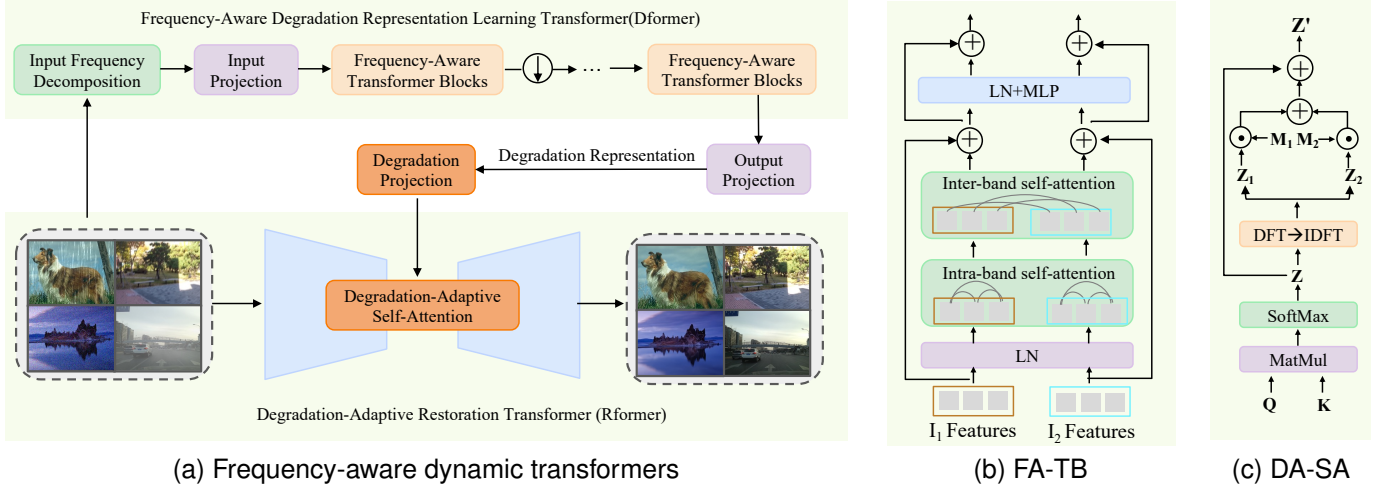 Frequency-Aware Degradation Representation Learning Transformer(Dformer)
Input Frequency
Decomposition
Input
Projection
Frequency-Aware
Transformer Blocks
...
Frequency-Aware
Transformer Blocks
Degradation
Projection
Degradation Representation
Output
Projection
Degradation-Adaptive
Self-Attention
Degradation-Adaptive Restoration Transformer (Rformer)
(a) Frequency-aware dynamic transformers
LN+MLP
Inter-band self-attention
Intra-band self-attention
LN
I₁ Features
I₂ Features
(b) FA-TB
Z'
M₁ M₂
Z₁
Z₂
DFT→IDFT
Z
SoftMax
MatMul
Q
K
(c) DA-SA